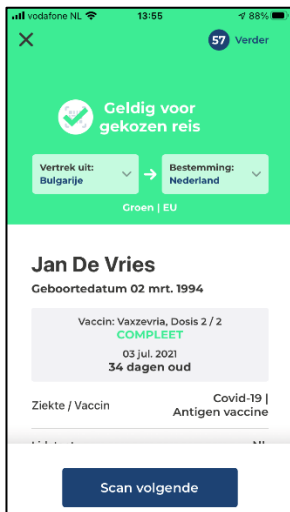 vodafone NL 13:55 88%
57 Verder
Geldig voor
gekozen reis
Vertrek uit: Bestemming:
Bulgarije Nederland
Groen | EU
Jan De Vries
Geboortedatum 02 mrt. 1994
Vaccin: Vaxzevria, Dosis 2 / 2
COMPLEET
03 jul. 2021
34 dagen oud
Ziekte / Vaccin Covid-19 |
Antigen vaccine
Scan volgende